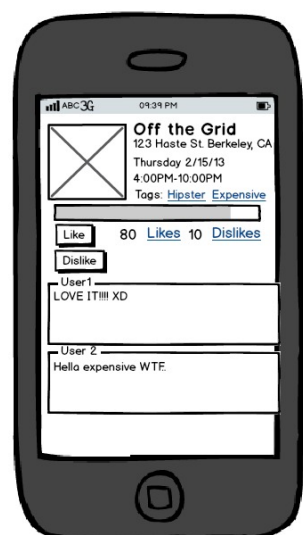 ABC 3G 09:39 PM
Off the Grid
123 Haste St. Berkeley, CA
Thursday 2/15/13
4:00PM-10:00PM
Tags: Hipster Expensive
Like 80 Likes 10 Dislikes
Dislike
User1
LOVE IT!!!! XD
User 2
Hella expensive WTF.